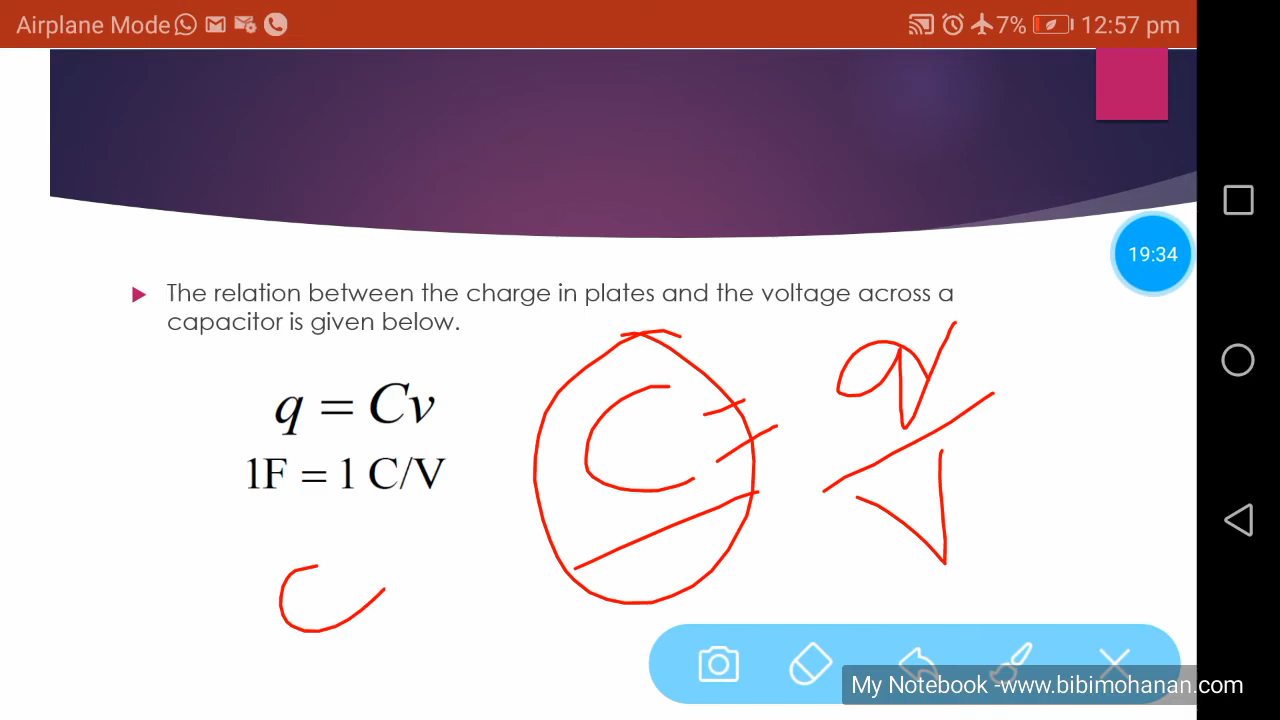 Airplane Mode 7% 12:57 pm
19:34
The relation between the charge in plates and the voltage across a
capacitor is given below.
q = Cv
1F = 1 C/V
C = q/V
C
My Notebook -www.bibimohanan.com